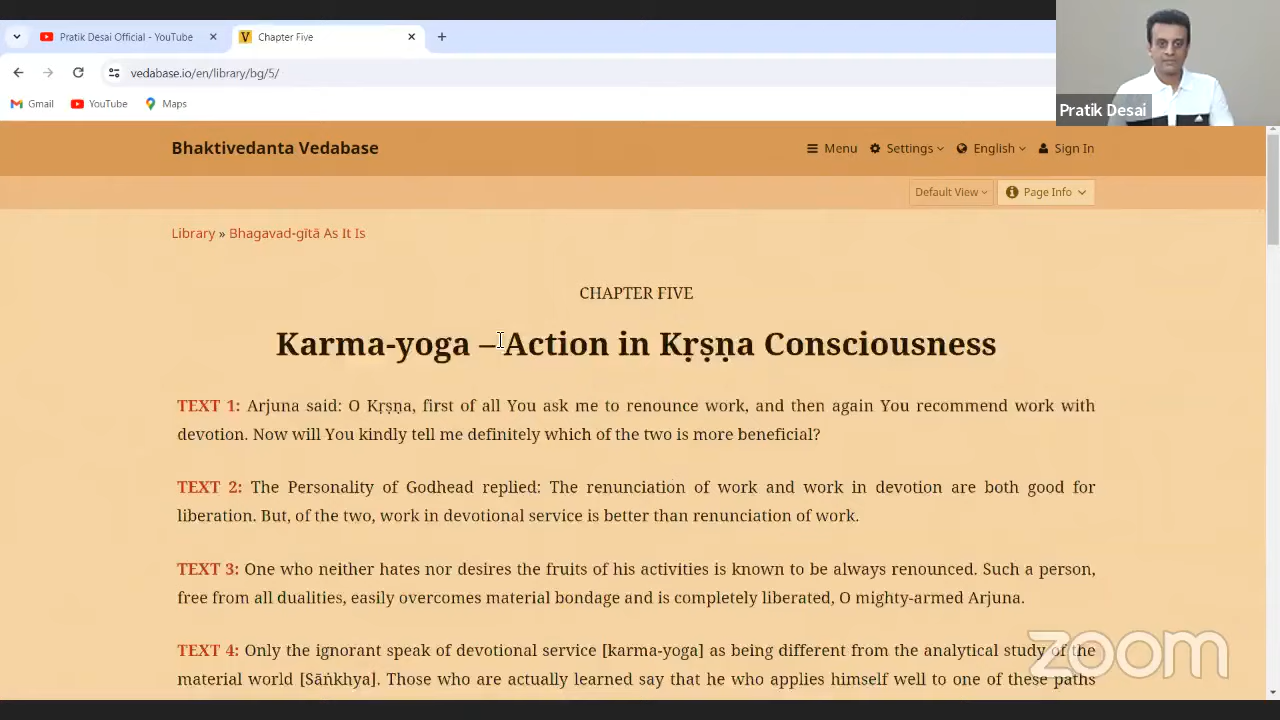 Pratik Desai Official - YouTube
Chapter Five
vedabase.io/en/library/bg/5/
Gmail
YouTube
Maps
Pratik Desai
Bhaktivedanta Vedabase
Menu
Settings
English
Sign In
Default View
Page Info
Library » Bhagavad-gītā As It Is
CHAPTER FIVE
Karma-yoga – Action in Kṛṣṇa Consciousness
TEXT 1: Arjuna said: O Kṛṣṇa, first of all You ask me to renounce work, and then again You recommend work with
devotion. Now will You kindly tell me definitely which of the two is more beneficial?
TEXT 2: The Personality of Godhead replied: The renunciation of work and work in devotion are both good for
liberation. But, of the two, work in devotional service is better than renunciation of work.
TEXT 3: One who neither hates nor desires the fruits of his activities is known to be always renounced. Such a person,
free from all dualities, easily overcomes material bondage and is completely liberated, O mighty-armed Arjuna.
TEXT 4: Only the ignorant speak of devotional service [karma-yoga] as being different from the analytical study of the
material world [Sāṅkhya]. Those who are actually learned say that he who applies himself well to one of these paths
zoom